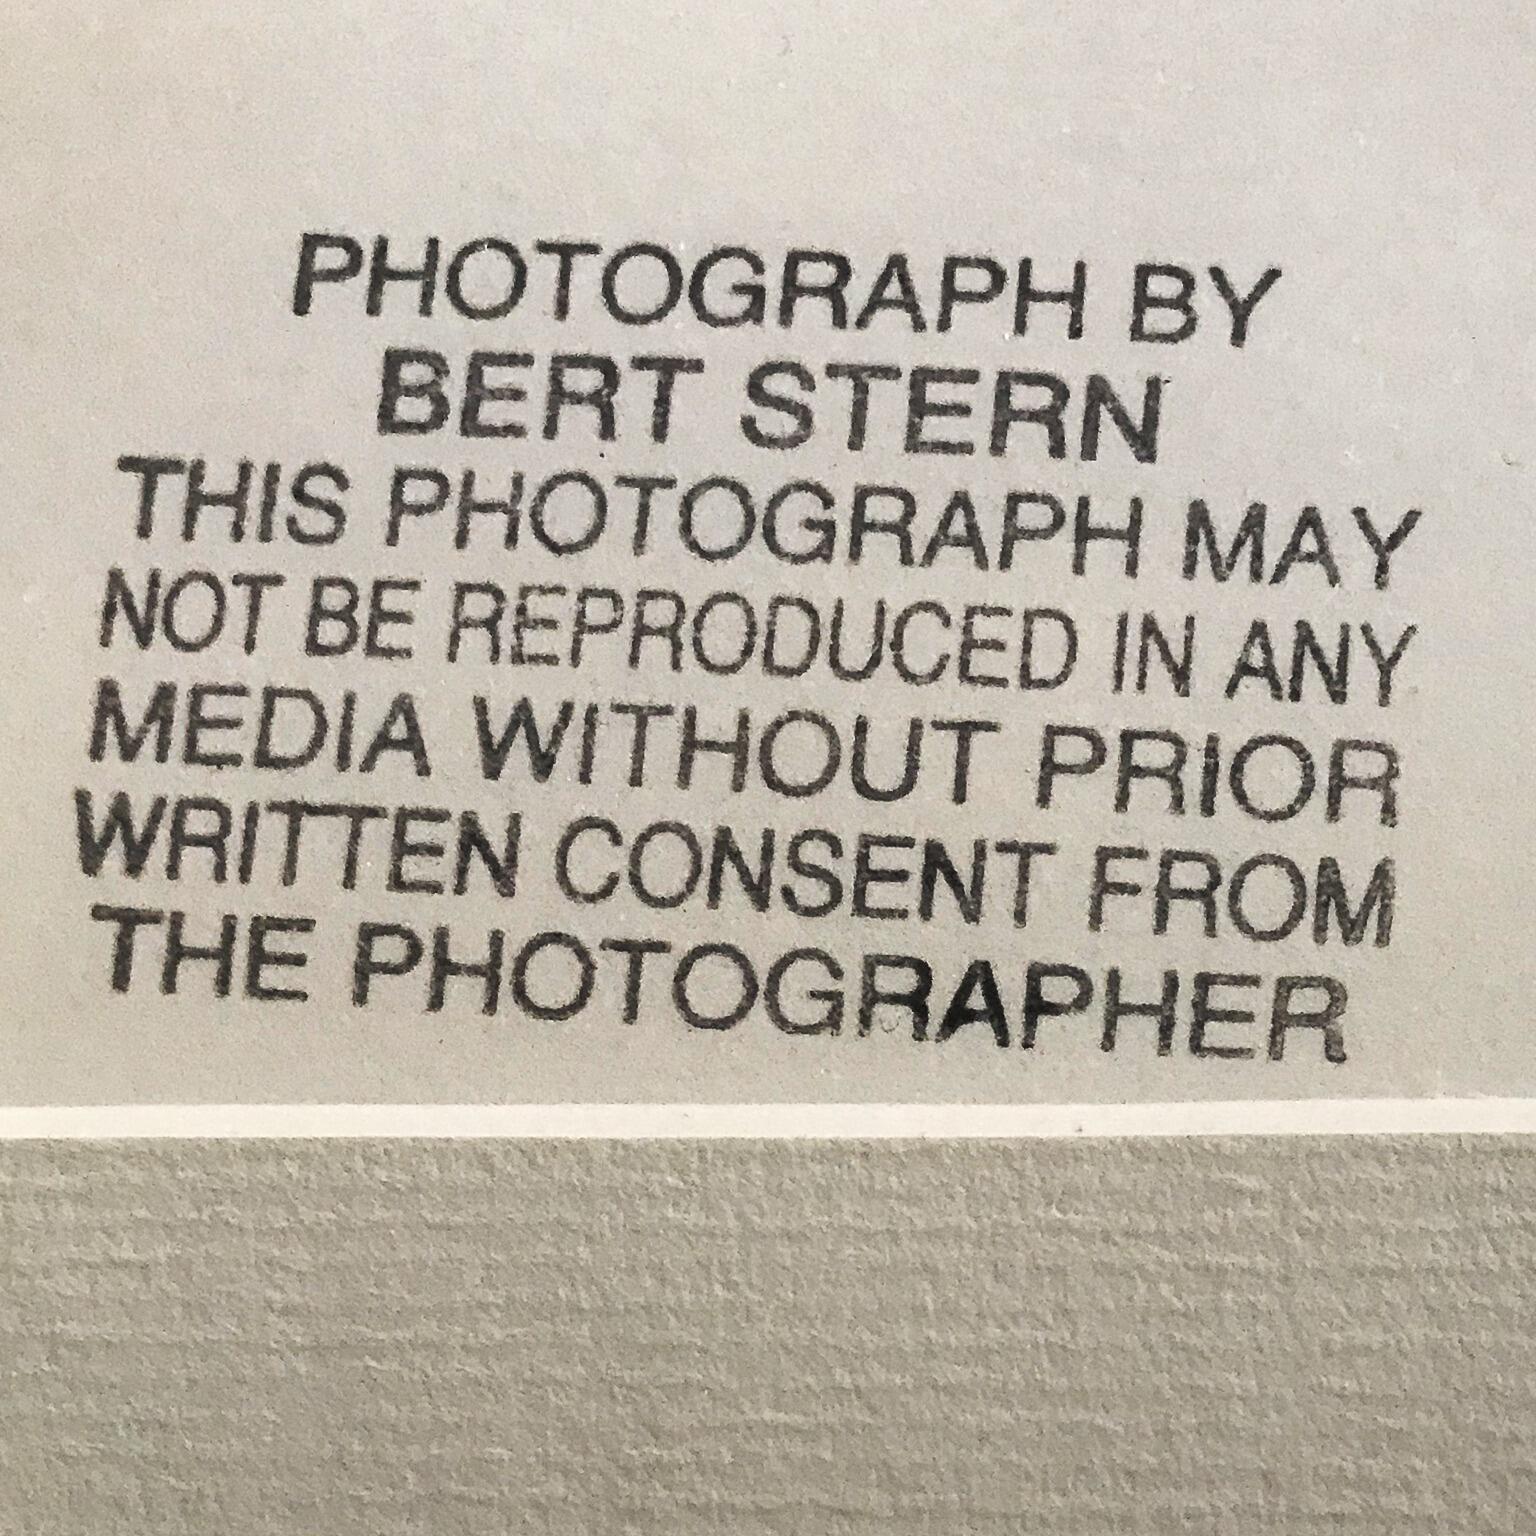 PHOTOGRAPH BY
BERT STERN
THIS PHOTOGRAPH MAY
NOT BE REPRODUCED IN ANY
MEDIA WITHOUT PRIOR
WRITTEN CONSENT FROM
THE PHOTOGRAPHER